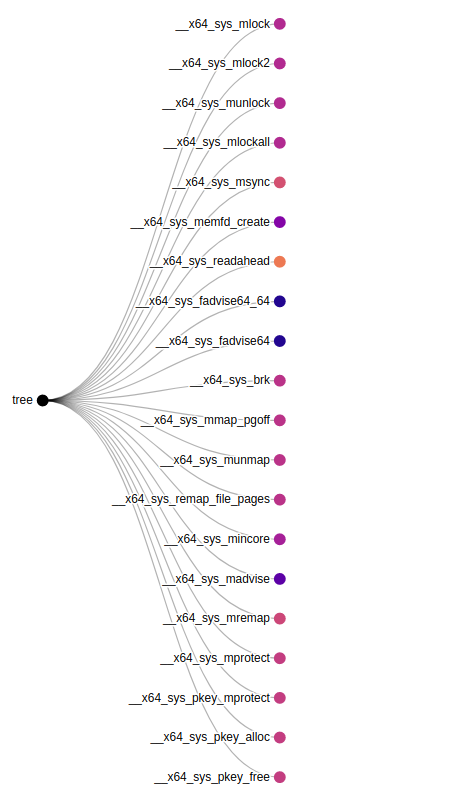 __x64_sys_mlock
__x64_sys_mlock2
__x64_sys_munlock
__x64_sys_mlockall
__x64_sys_msync
__x64_sys_memfd_create
__x64_sys_readahead
__x64_sys_fadvise64_64
__x64_sys_fadvise64
__x64_sys_brk
tree
__x64_sys_mmap_pgoff
__x64_sys_munmap
__x64_sys_remap_file_pages
__x64_sys_mincore
__x64_sys_madvise
__x64_sys_mremap
__x64_sys_mprotect
__x64_sys_pkey_mprotect
__x64_sys_pkey_alloc
__x64_sys_pkey_free